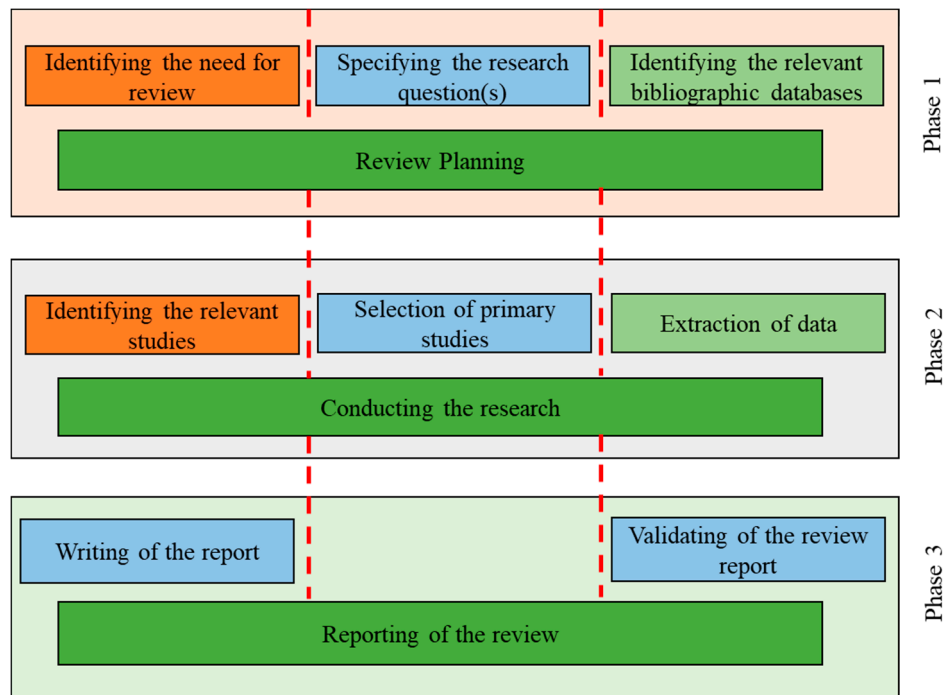 Identifying the need for
review
Specifying the research
question(s)
Identifying the relevant
bibliographic databases
Review Planning
Phase 1
Identifying the relevant
studies
Selection of primary
studies
Extraction of data
Conducting the research
Phase 2
Writing of the report
Validating of the review
report
Reporting of the review
Phase 3